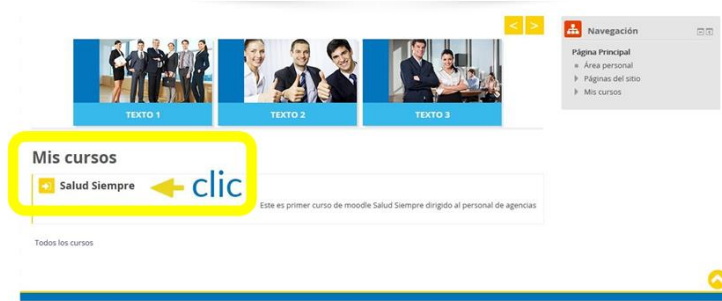 < >
TEXTO 1
TEXTO 2
TEXTO 3
Navegación
Página Principal
Área personal
Páginas del sitio
Mis cursos
Mis cursos
Salud Siempre
clic
Este es primer curso de moodle Salud Siempre dirigido al personal de agencias
Todos los cursos